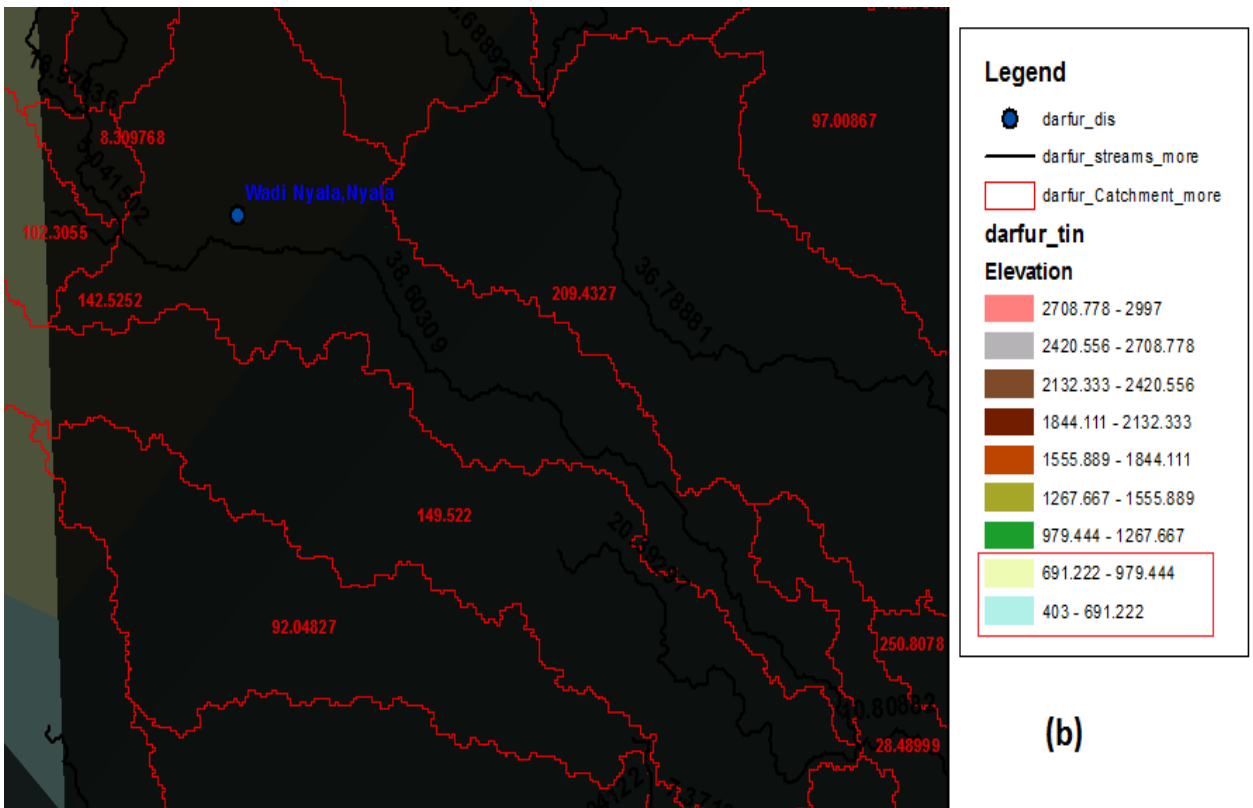 97.00867
8.309768
5.041502
Wadi Nyala,Nyala
102.3055
142.5252
38.60309
209.4327
36.78881
149.522
92.04827
250.8078
28.48999
Legend
darfur_dis
darfur_streams_more
darfur_Catchment_more
darfur_tin
Elevation
2708.778 - 2997
2420.556 - 2708.778
2132.333 - 2420.556
1844.111 - 2132.333
1555.889 - 1844.111
1267.667 - 1555.889
979.444 - 1267.667
691.222 - 979.444
403 - 691.222
(b)